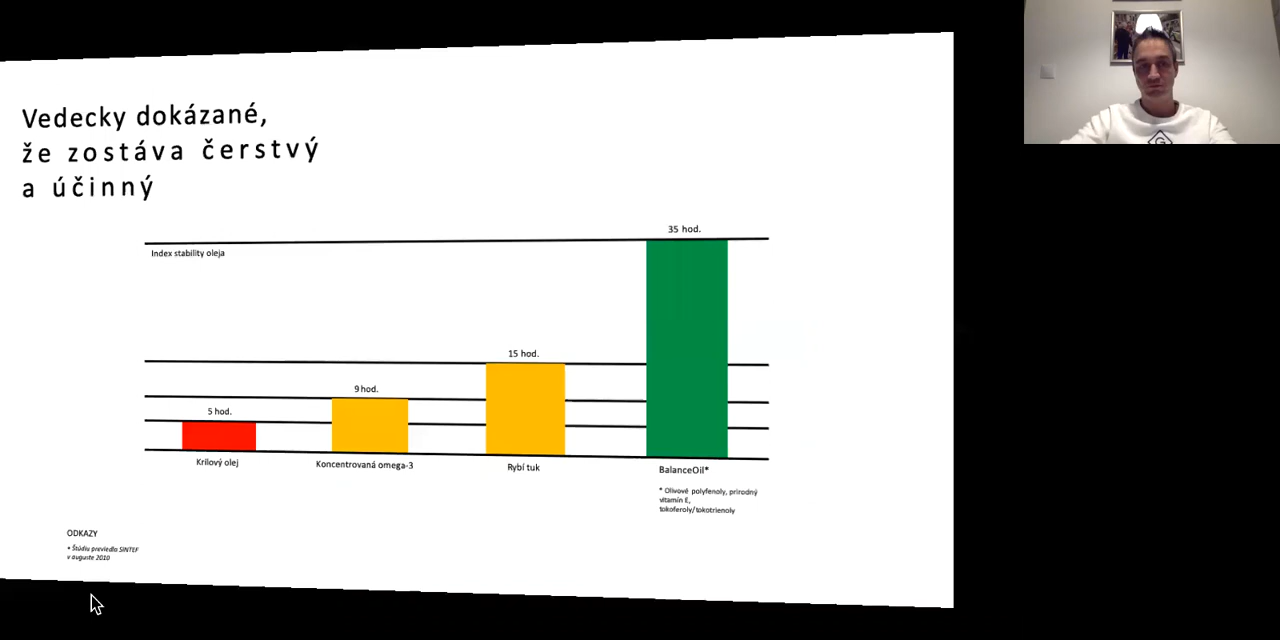 Vedecky dokázané,
že zostáva čerstvý
a účinný
35 hod.
Index stability oleja
15 hod.
9 hod.
5 hod.
Krilový olej
Koncentrovaná omega-3
Rybí tuk
BalanceOil*
* Olivové polyfenoly, prírodný
vitamín E,
tokoferoly/tokotrienoly
ODKAZY
* Štúdiu previedlo SINTEF
v auguste 2010
G